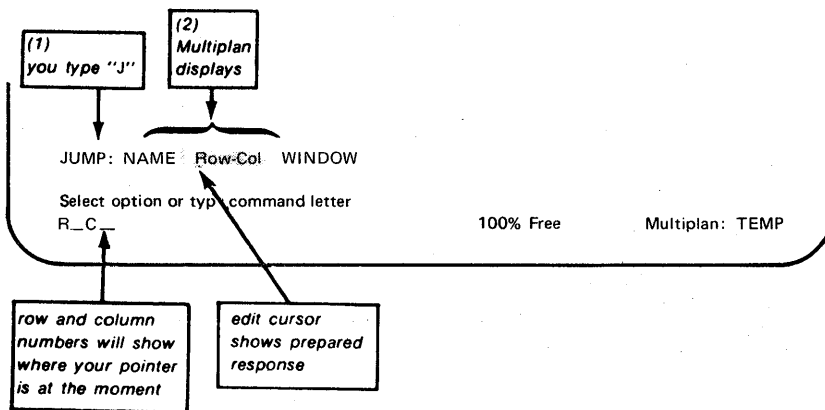 (1)
you type "J"
(2)
Multiplan
displays
JUMP: NAME Row-Col WINDOW
Select option or typ command letter
R_C_
100% Free
Multiplan: TEMP
row and column
numbers will show
where your pointer
is at the moment
edit cursor
shows prepared
response